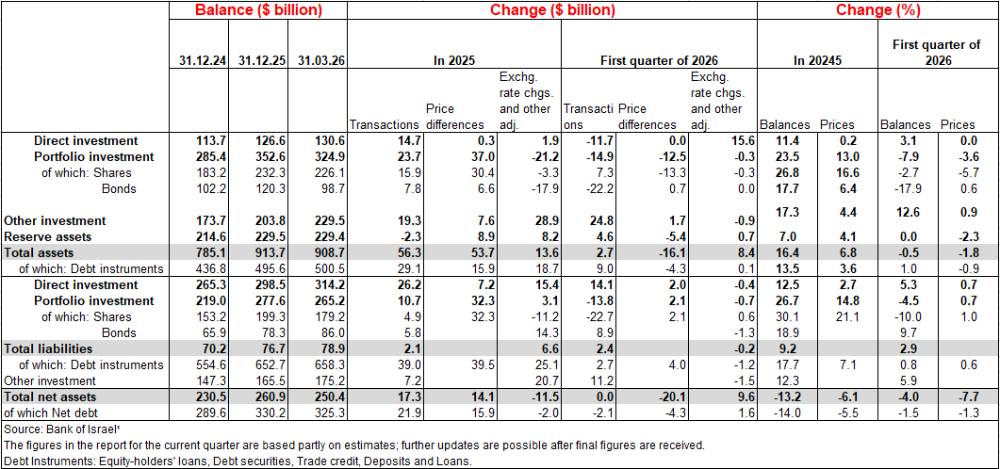 Balance ($ billion) Change ($ billion) Change (%)
31.12.24 31.12.25 31.03.26 In 2025 First quarter of 2026 In 20245 First quarter of 2026
Transactions Price differences Exchg. rate chgs. and other adj. Transacti ons Price differences Exchg. rate chgs. and other adj. Balances Prices Balances Prices
Direct investment 113.7 126.6 130.6 14.7 0.3 1.9 -11.7 0.0 15.6 11.4 0.2 3.1 0.0
Portfolio investment 285.4 352.6 324.9 23.7 37.0 -21.2 -14.9 -12.5 -0.3 23.5 13.0 -7.9 -3.6
of which: Shares 183.2 232.3 226.1 15.9 30.4 -3.3 7.3 -13.3 -0.3 26.8 16.6 -2.7 -5.7
Bonds 102.2 120.3 98.7 7.8 6.6 -17.9 -22.2 0.7 0.0 17.7 6.4 -17.9 0.6
Other investment 173.7 203.8 229.5 19.3 7.6 28.9 24.8 1.7 -0.9 17.3 4.4 12.6 0.9
Reserve assets 214.6 229.5 229.4 -2.3 8.9 8.2 4.6 -5.4 0.7 7.0 4.1 0.0 -2.3
Total assets 785.1 913.7 908.7 56.3 53.7 13.6 2.7 -16.1 8.4 16.4 6.8 -0.5 -1.8
of which: Debt instruments 436.8 495.6 500.5 29.1 15.9 18.7 9.0 -4.3 0.1 13.5 3.6 1.0 -0.9
Direct investment 265.3 298.5 314.2 26.2 7.2 15.4 14.1 2.0 -0.4 12.5 2.7 5.3 0.7
Portfolio investment 219.0 277.6 265.2 10.7 32.3 3.1 -13.8 2.1 -0.7 26.7 14.8 -4.5 0.7
of which: Shares 153.2 199.3 179.2 4.9 32.3 -11.2 -22.7 2.1 0.6 30.1 21.1 -10.0 1.0
Bonds 65.9 78.3 86.0 5.8 14.3 8.9 -1.3 18.9 9.7
Total liabilities 70.2 76.7 78.9 2.1 6.6 2.4 -0.2 9.2 2.9
of which: Debt instruments 554.6 652.7 658.3 39.0 39.5 25.1 2.7 4.0 -1.2 17.7 7.1 0.8 0.6
Other investment 147.3 165.5 175.2 7.2 20.7 11.2 -1.5 12.3 5.9
Total net assets 230.5 260.9 250.4 17.3 14.1 -11.5 0.0 -20.1 9.6 -13.2 -6.1 -4.0 -7.7
of which Net debt 289.6 330.2 325.3 21.9 15.9 -2.0 -2.1 -4.3 1.6 -14.0 -5.5 -1.5 -1.3
Source: Bank of Israel¹
The figures in the report for the current quarter are based partly on estimates; further updates are possible after final figures are received.
Debt Instruments: Equity-holders' loans, Debt securities, Trade credit, Deposits and Loans.